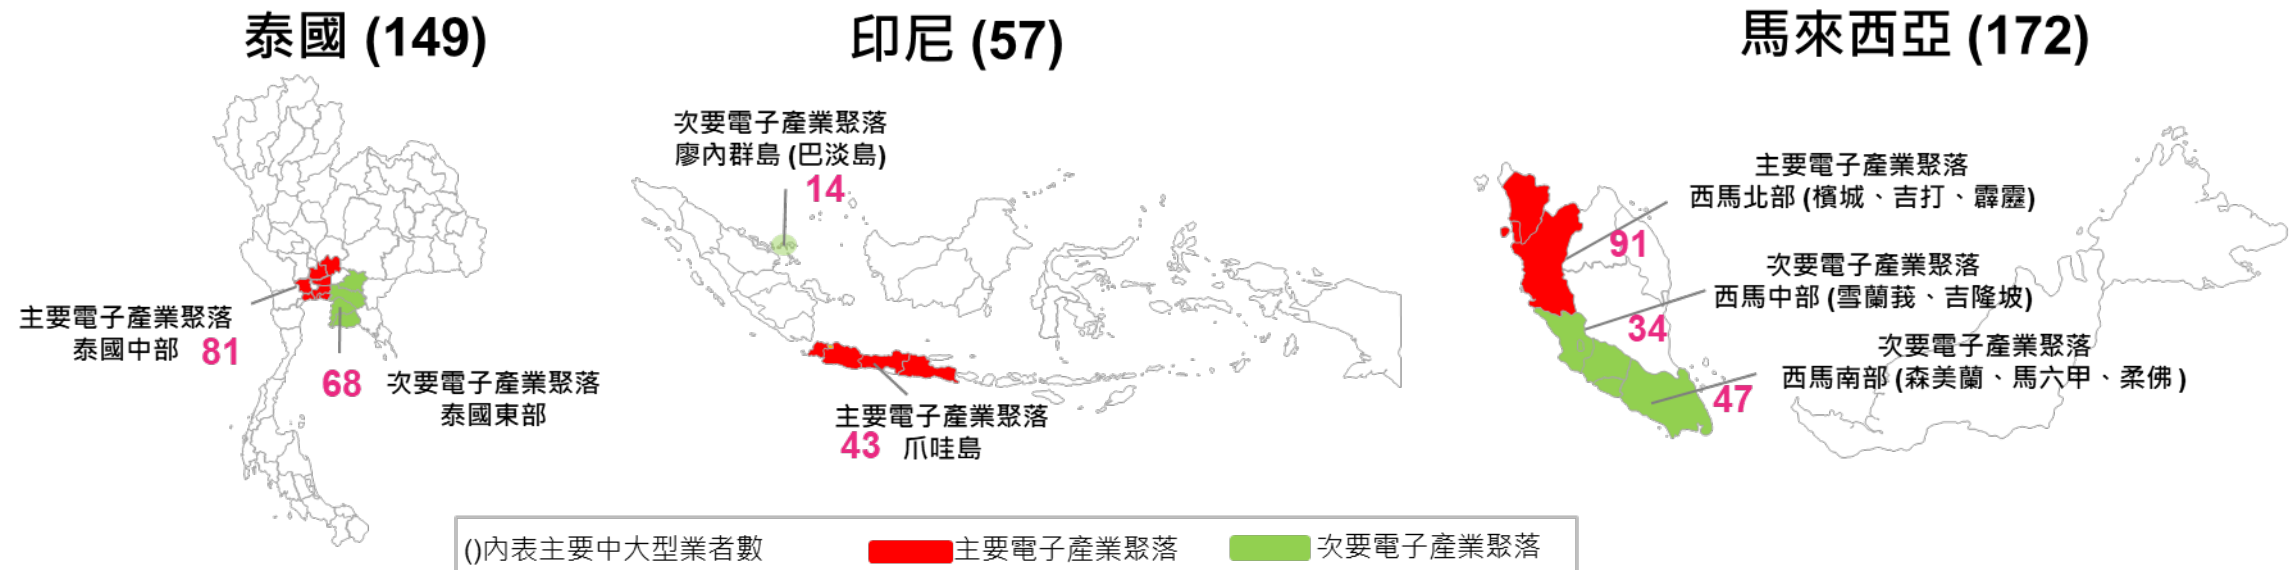 泰國 (149)
主要電子產業聚落
泰國中部 81
68
次要電子產業聚落
泰國東部
印尼 (57)
次要電子產業聚落
廖內群島 (巴淡島)
14
主要電子產業聚落
43 爪哇島
馬來西亞 (172)
主要電子產業聚落
西馬北部 (檳城、吉打、霹靂)
91
次要電子產業聚落
西馬中部 (雪蘭莪、吉隆坡)
34
次要電子產業聚落
西馬南部 (森美蘭、馬六甲、柔佛)
47
()內表主要中大型業者數
主要電子產業聚落
次要電子產業聚落